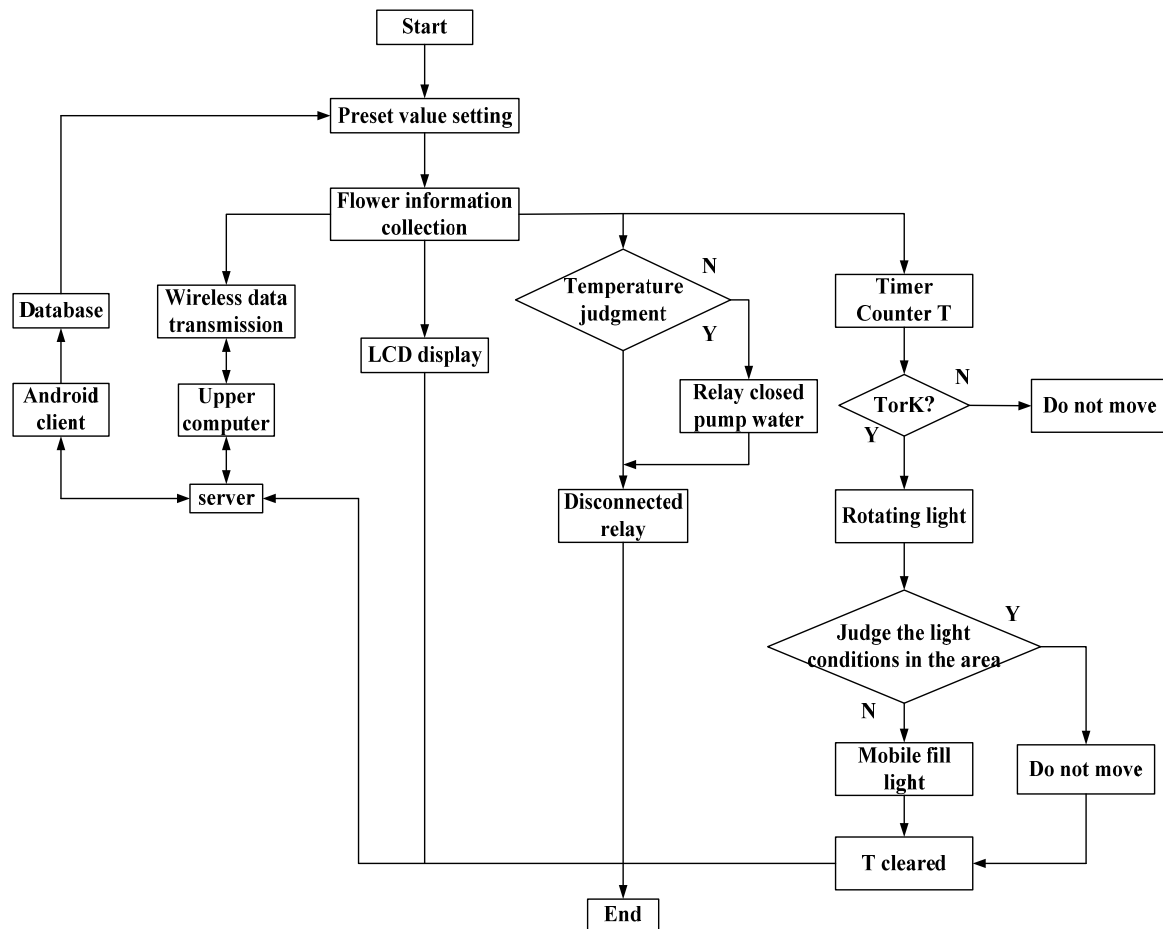 Start
Preset value setting
Flower information
collection
Wireless data
transmission
Database
Android
client
Upper
computer
server
LCD display
Temperature
judgment
N
Y
Relay closed
pump water
Disconnected
relay
Timer
Counter T
TorK?
N
Y
Do not move
Rotating light
Judge the light
conditions in the area
Y
N
Mobile fill
light
Do not move
T cleared
End